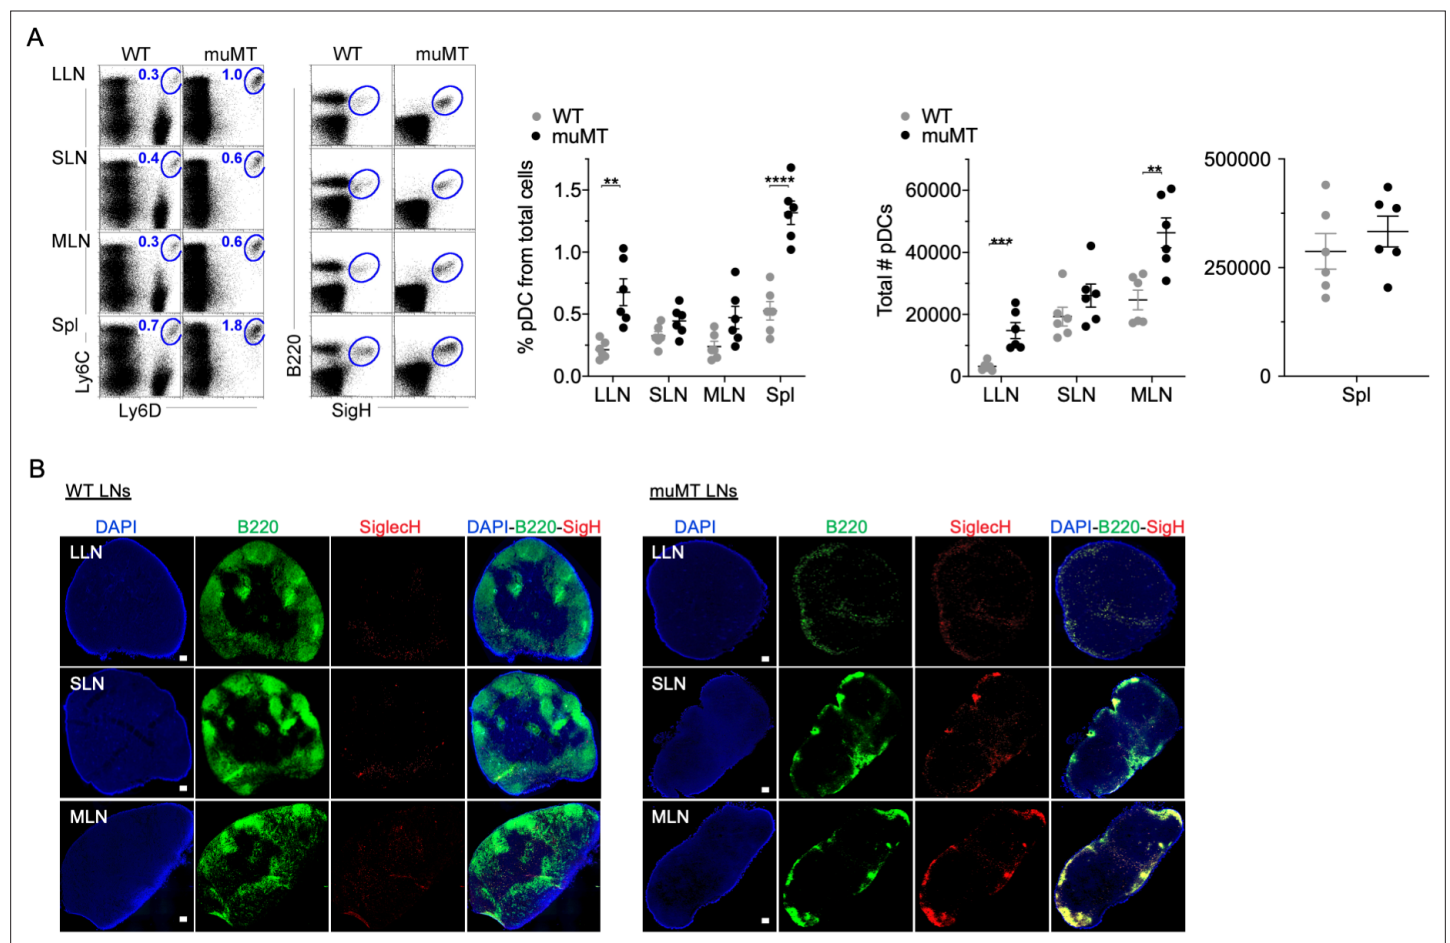 A
WT muMT
LLN 0.3 1.0
SLN 0.4 0.6
MLN 0.3 0.6
Spl 0.7 1.8
Ly6C
Ly6D
WT muMT
B220
SigH
WT
muMT
% pDC from total cells
1.5
1.0
0.5
0.0
** ****
LLN SLN MLN Spl
WT
muMT
Total # pDCs
60000
40000
20000
0
*** **
LLN SLN MLN
500000
250000
0
Spl
B
WT LNs
DAPI B220 SiglecH DAPI-B220-SigH
LLN
SLN
MLN
muMT LNs
DAPI B220 SiglecH DAPI-B220-SigH
LLN
SLN
MLN